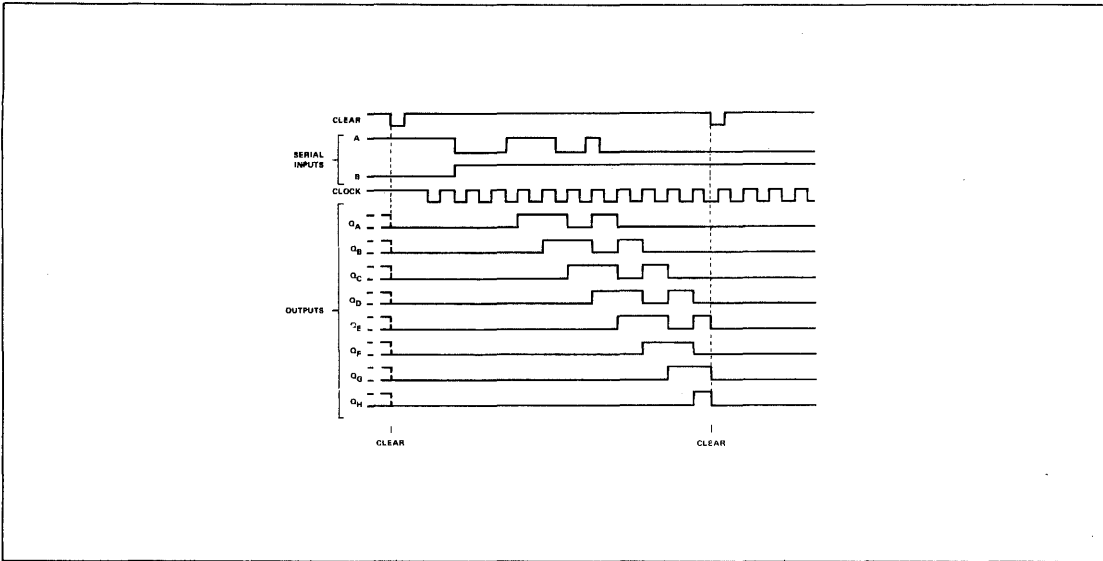 CLEAR
A
SERIAL
INPUTS
B
CLOCK
QA
QB
QC
QD
OUTPUTS
QE
QF
QG
QH
CLEAR CLEAR